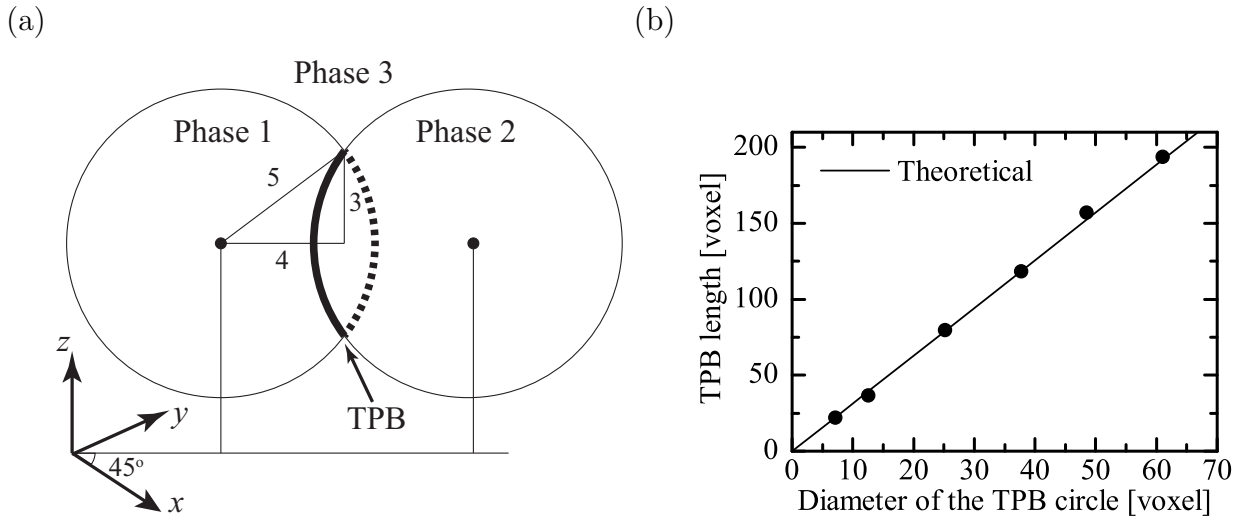 (a)
Phase 3
Phase 1
Phase 2
5
3
4
z
y
TPB
45°
x
(b)
200
150
100
50
0
Theoretical
TPB length [voxel]
0 10 20 30 40 50 60 70
Diameter of the TPB circle [voxel]